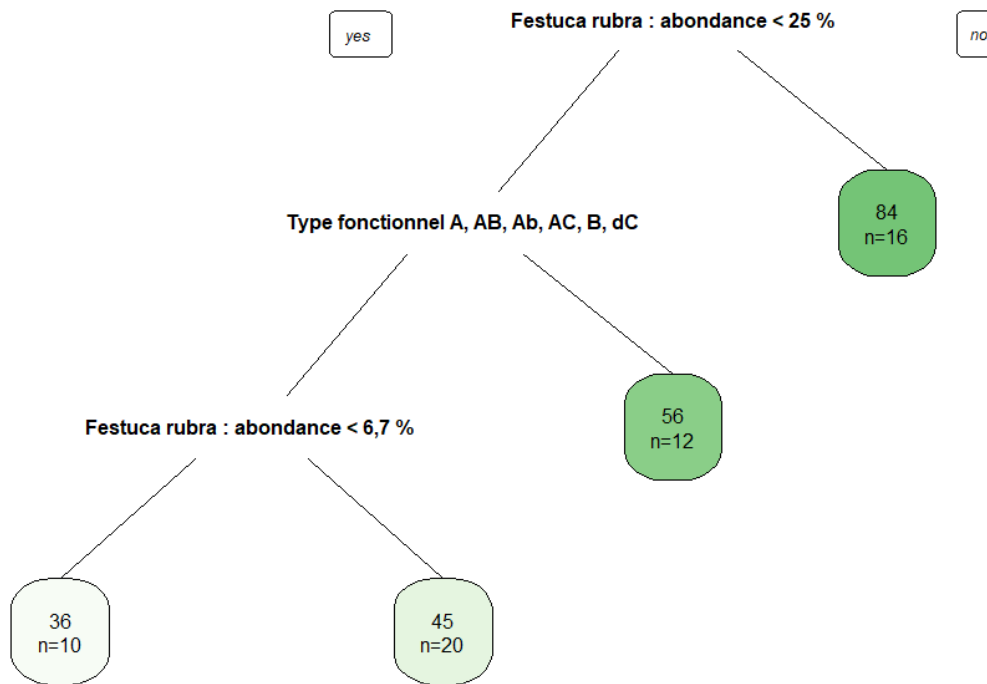 Festuca rubra : abondance < 25 %
yes
no
84
n=16
Type fonctionnel A, AB, Ab, AC, B, dC
56
n=12
Festuca rubra : abondance < 6,7 %
36
n=10
45
n=20